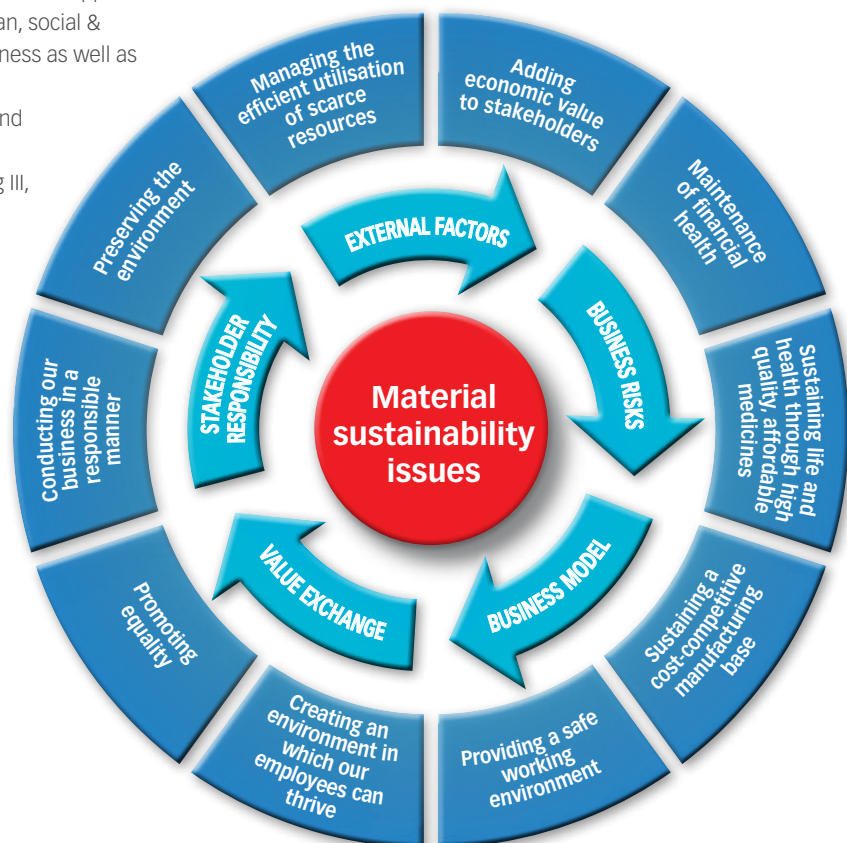 an, social &
ness as well as
nd
g III,
Managing the
efficient utilisation
of scarce
resources
Adding
economic value
to stakeholders
Maintenance
of financial
health
Sustaining life and
health through high
quality, affordable
medicines
Sustaining a
cost-competitive
manufacturing
base
Providing a safe
working
environment
Creating an
environment in
which our
employees can
thrive
Promoting
equality
Conducting our
business in a
responsible
manner
Preserving the
environment
EXTERNAL FACTORS
BUSINESS RISKS
BUSINESS MODEL
VALUE EXCHANGE
STAKEHOLDER
RESPONSIBILITY
Material
sustainability
issues